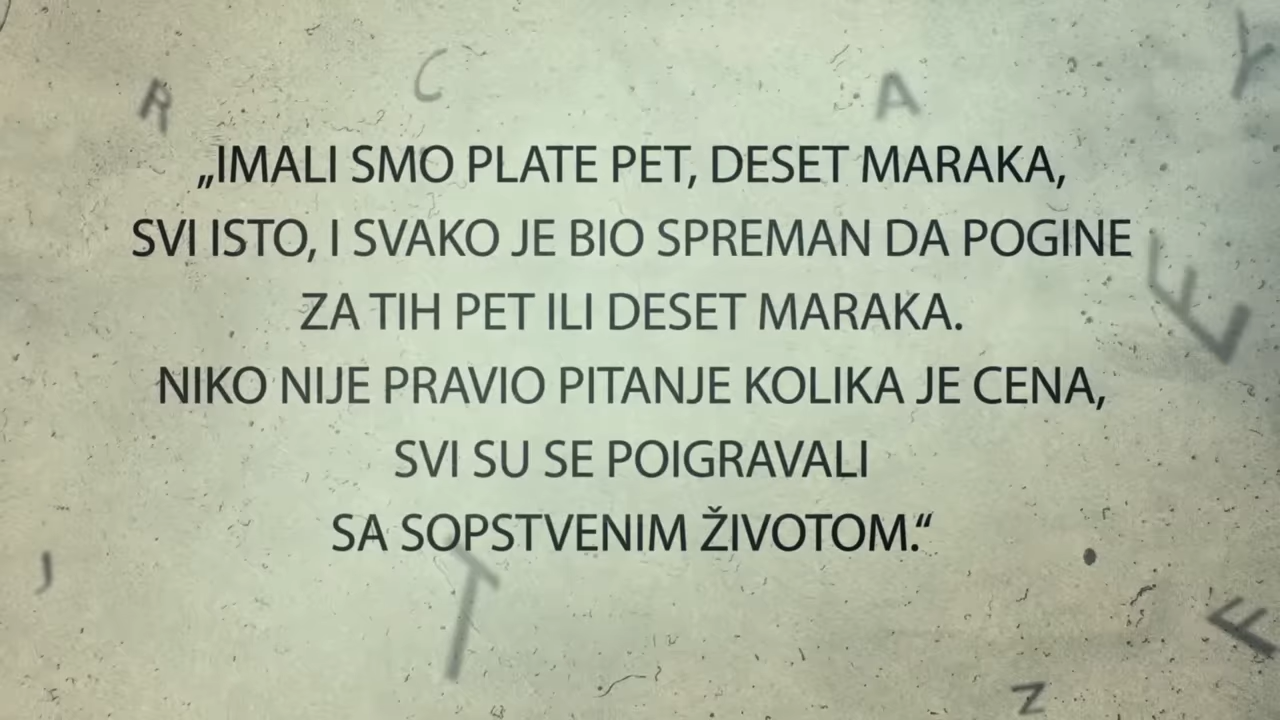 „IMALI SMO PLATE PET, DESET MARAKA,
SVI ISTO, I SVAKO JE BIO SPREMAN DA POGINE
ZA TIH PET ILI DESET MARAKA.
NIKO NIJE PRAVIO PITANJE KOLIKA JE CENA,
SVI SU SE POIGRAVALI
SA SOPSTVENIM ŽIVOTOM.“